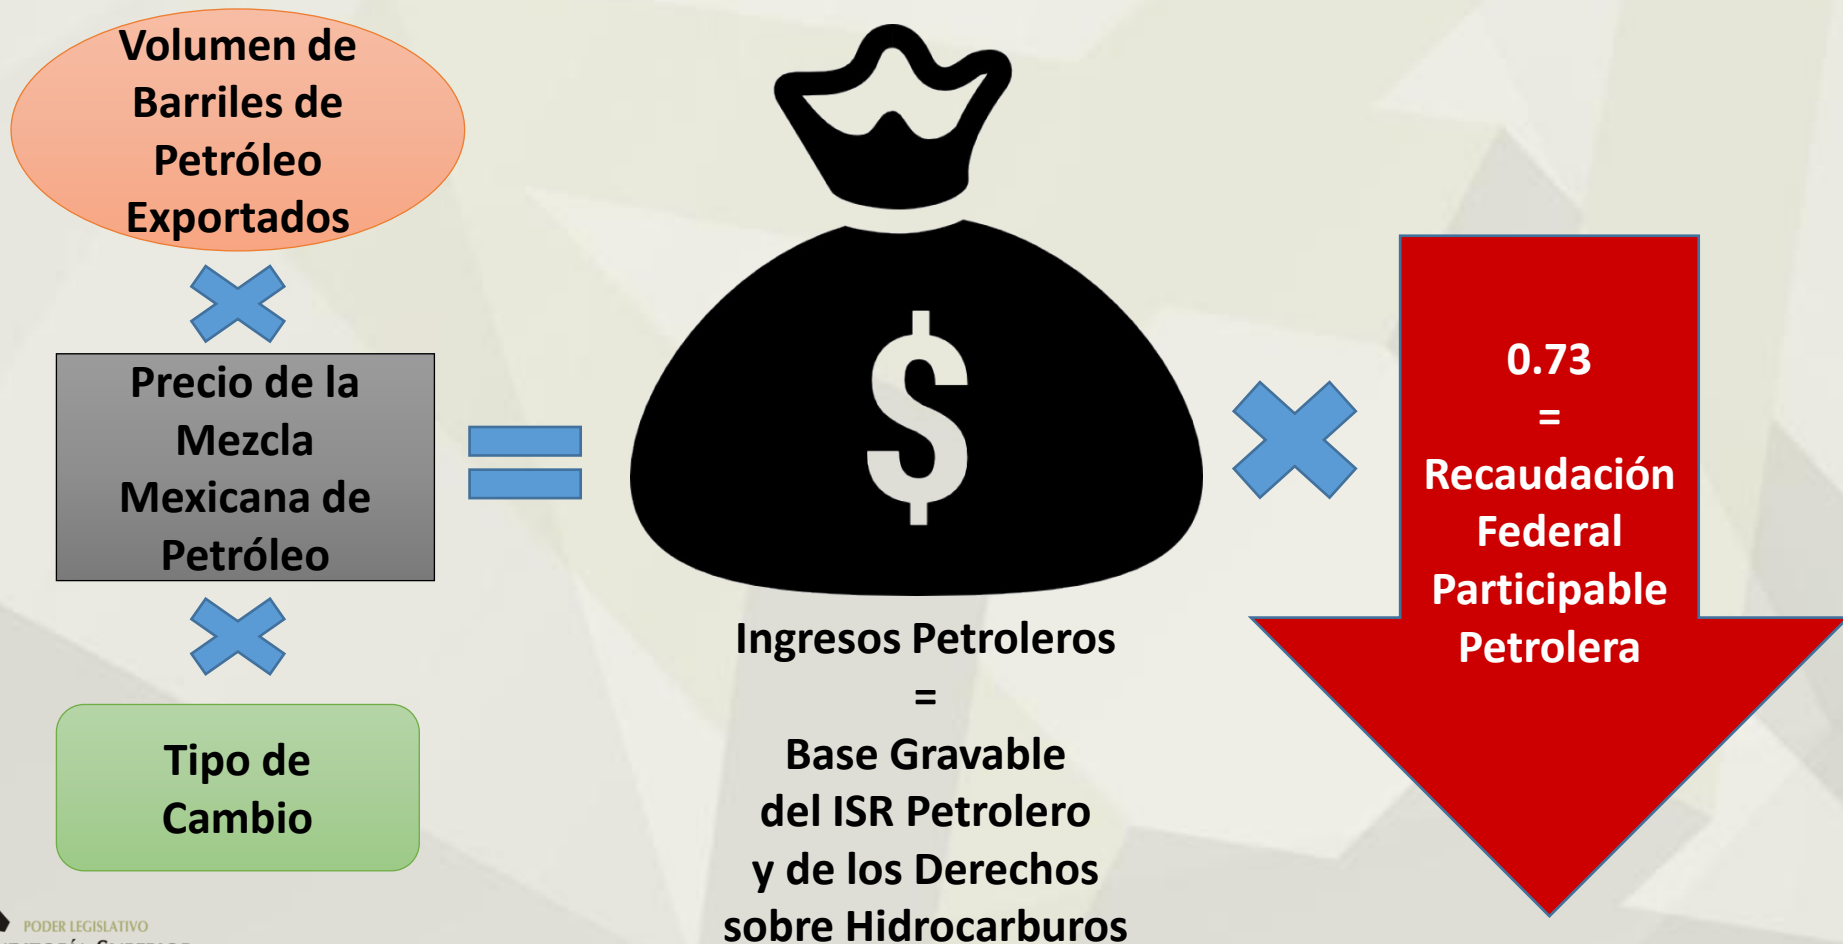 Volumen de
Barriles de
Petróleo
Exportados
Precio de la
Mezcla
Mexicana de
Petróleo
Tipo de
Cambio
=
$
Ingresos Petroleros
=
Base Gravable
del ISR Petrolero
y de los Derechos
sobre Hidrocarburos
0.73
=
Recaudación
Federal
Participable
Petrolera
PODER LEGISLATIVO